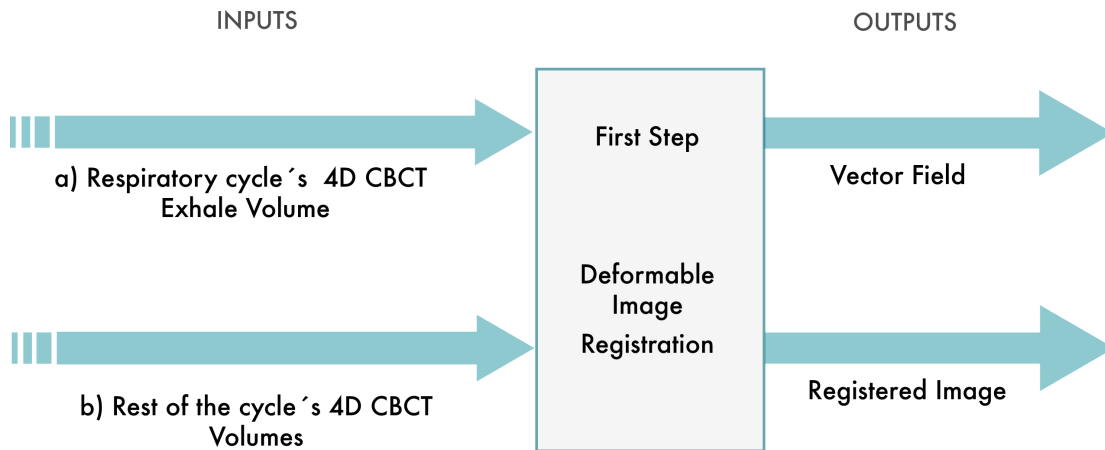 INPUTS
OUTPUTS
First Step
a) Respiratory cycle´s  4D CBCT
Exhale Volume
Vector Field
Deformable
Image
Registration
b) Rest of the cycle´s 4D CBCT
Volumes
Registered Image